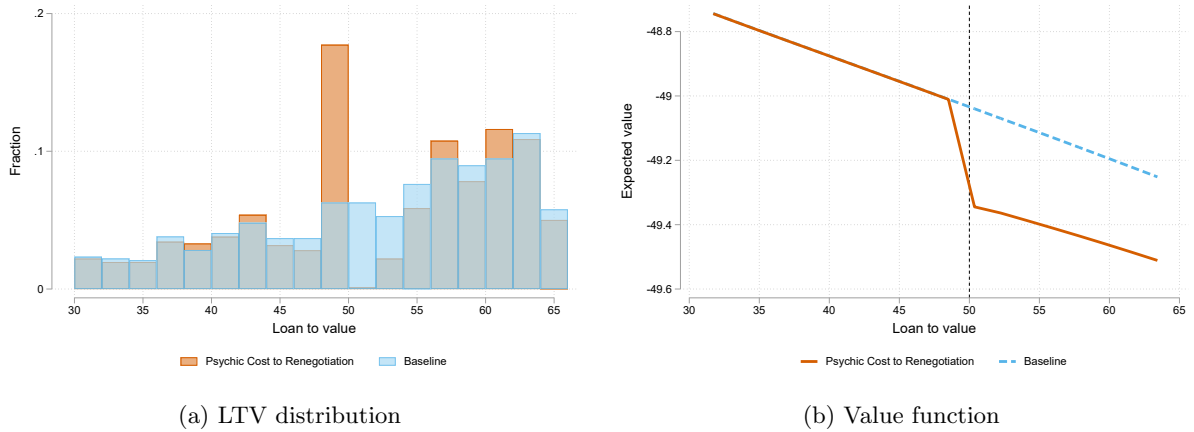 .2
.1
0
Fraction
30 35 40 45 50 55 60 65
Loan to value
Psychic Cost to Renegotiation Baseline
(a) LTV distribution
-48.8
-49
-49.2
-49.4
-49.6
Expected value
30 35 40 45 50 55 60 65
Loan to value
Psychic Cost to Renegotiation Baseline
(b) Value function